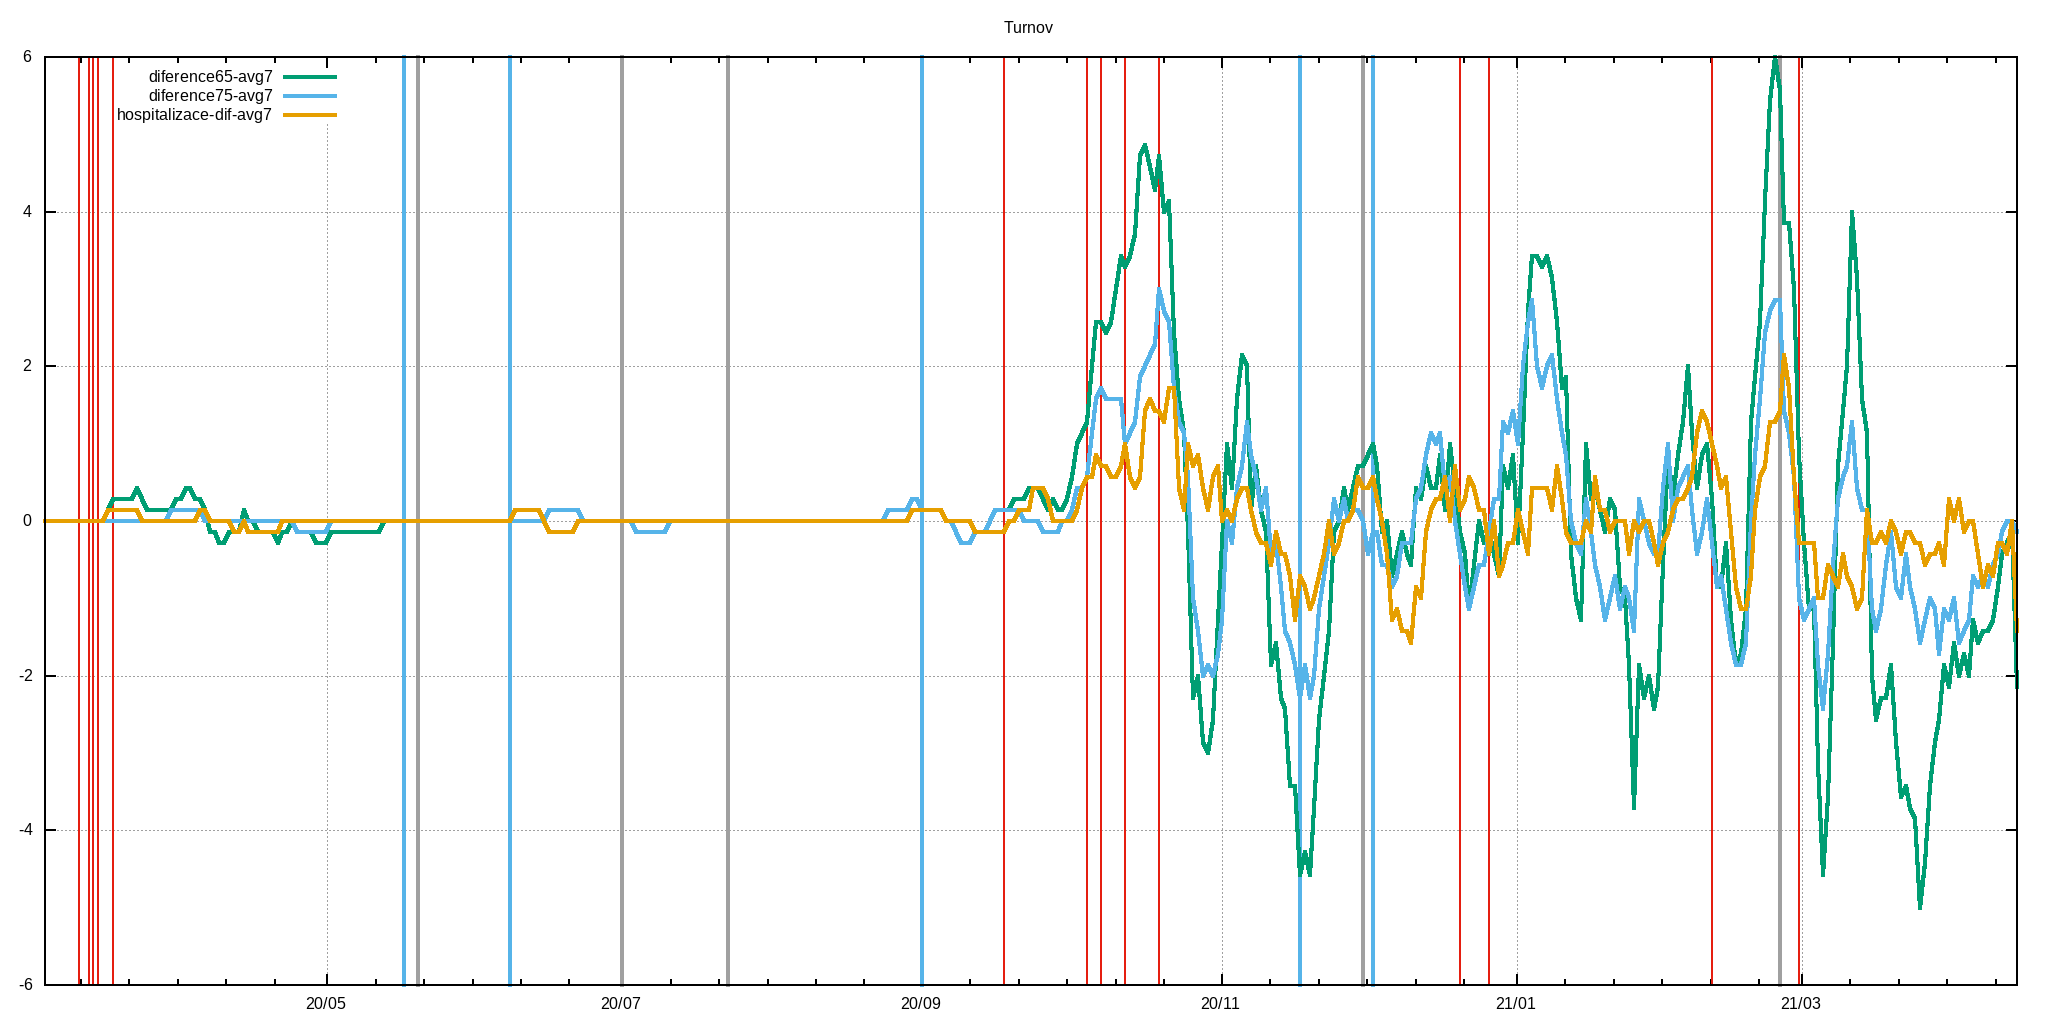 Turnov
6
diference65-avg7
diference75-avg7
hospitalizace-dif-avg7
4
2
0
-2
-4
-6
20/05 20/07 20/09 20/11 21/01 21/03